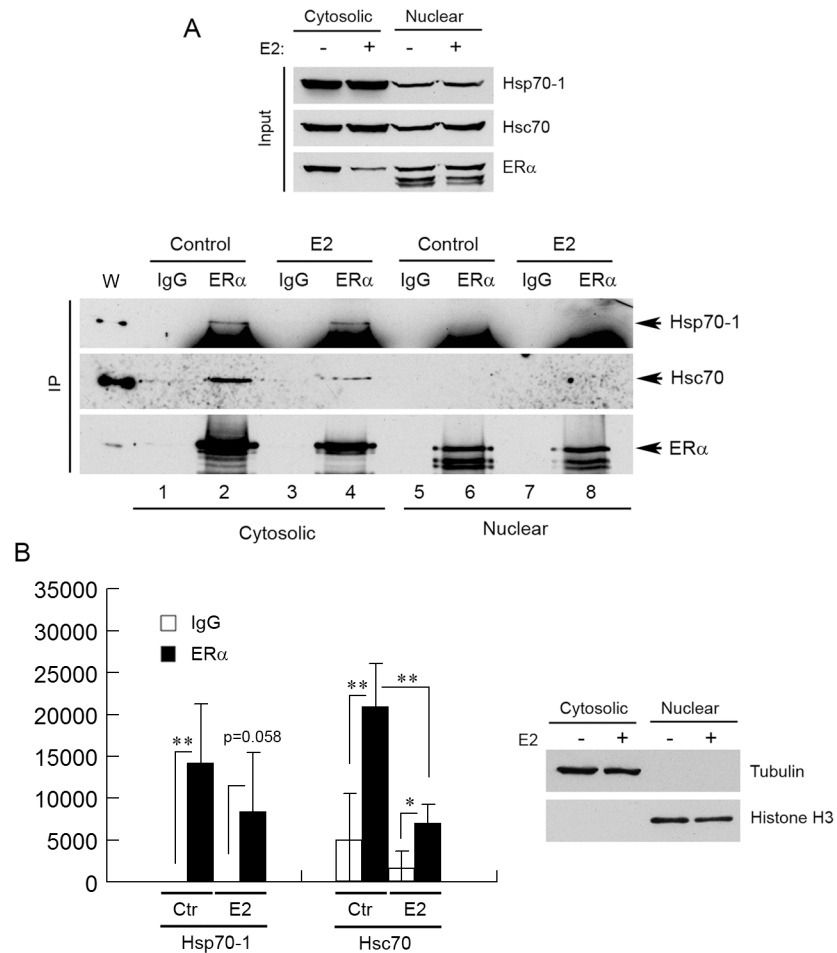 A
Cytosolic Nuclear
E2: - + - +
Input
Hsp70-1
Hsc70
ERα
Control E2 Control E2
W IgG ERα IgG ERα IgG ERα IgG ERα
IP
Hsp70-1
Hsc70
ERα
1 2 3 4 5 6 7 8
Cytosolic Nuclear
B
35000
30000
25000
20000
15000
10000
5000
0
IgG
ERα
**
p=0.058
**
**
*
Ctr E2 Ctr E2
Hsp70-1 Hsc70
Cytosolic Nuclear
E2 - + - +
Tubulin
Histone H3